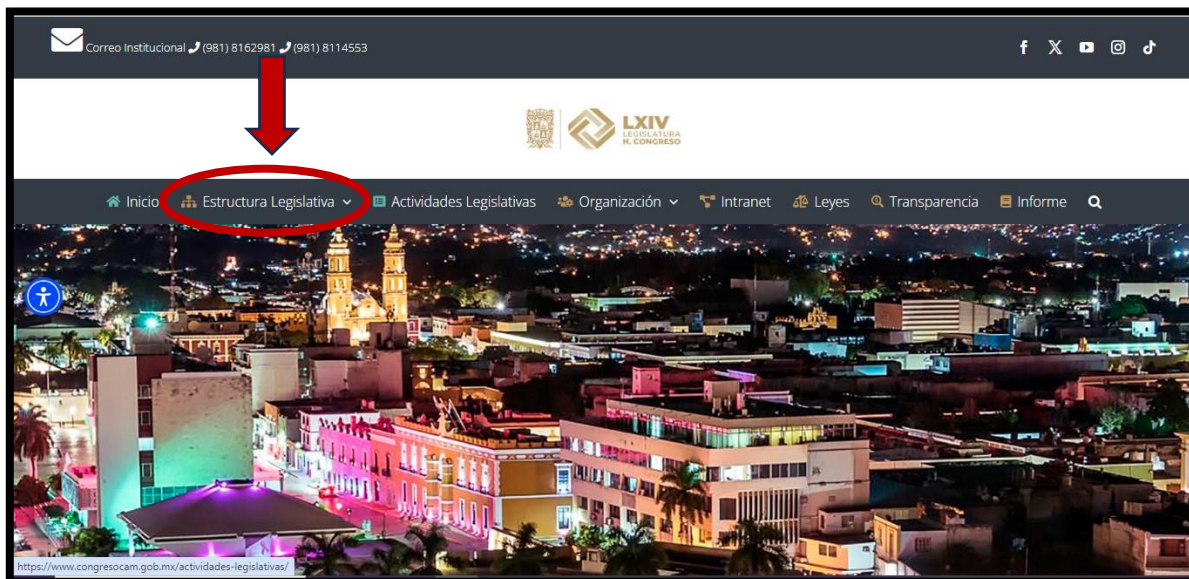 Correo Institucional (981) 8162981 (981) 8114553
LXIV
LEGISLATURA
H. CONGRESO
Inicio Estructura Legislativa Actividades Legislativas Organización Intranet Leyes Transparencia Informe
https://www.congresocam.gob.mx/actividades-legislativas/